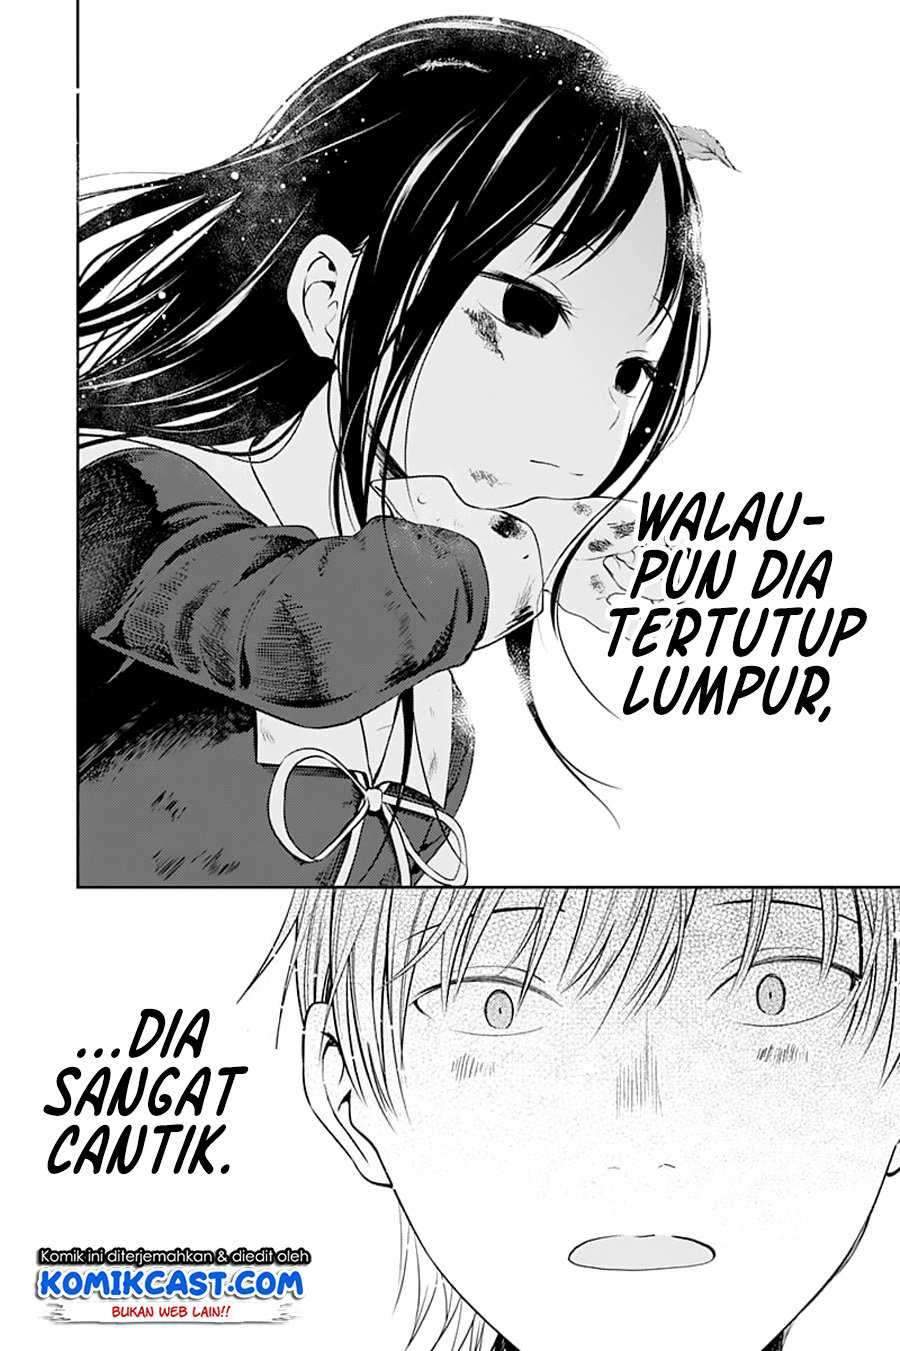 WALAU-
PUN DIA
TERTUTUP
LUMPUR,
...DIA
SANGAT
CANTIK.
Komik ini diterjemahkan & diedit oleh
KOMIKCAST.COM
BUKAN WEB LAIN!!